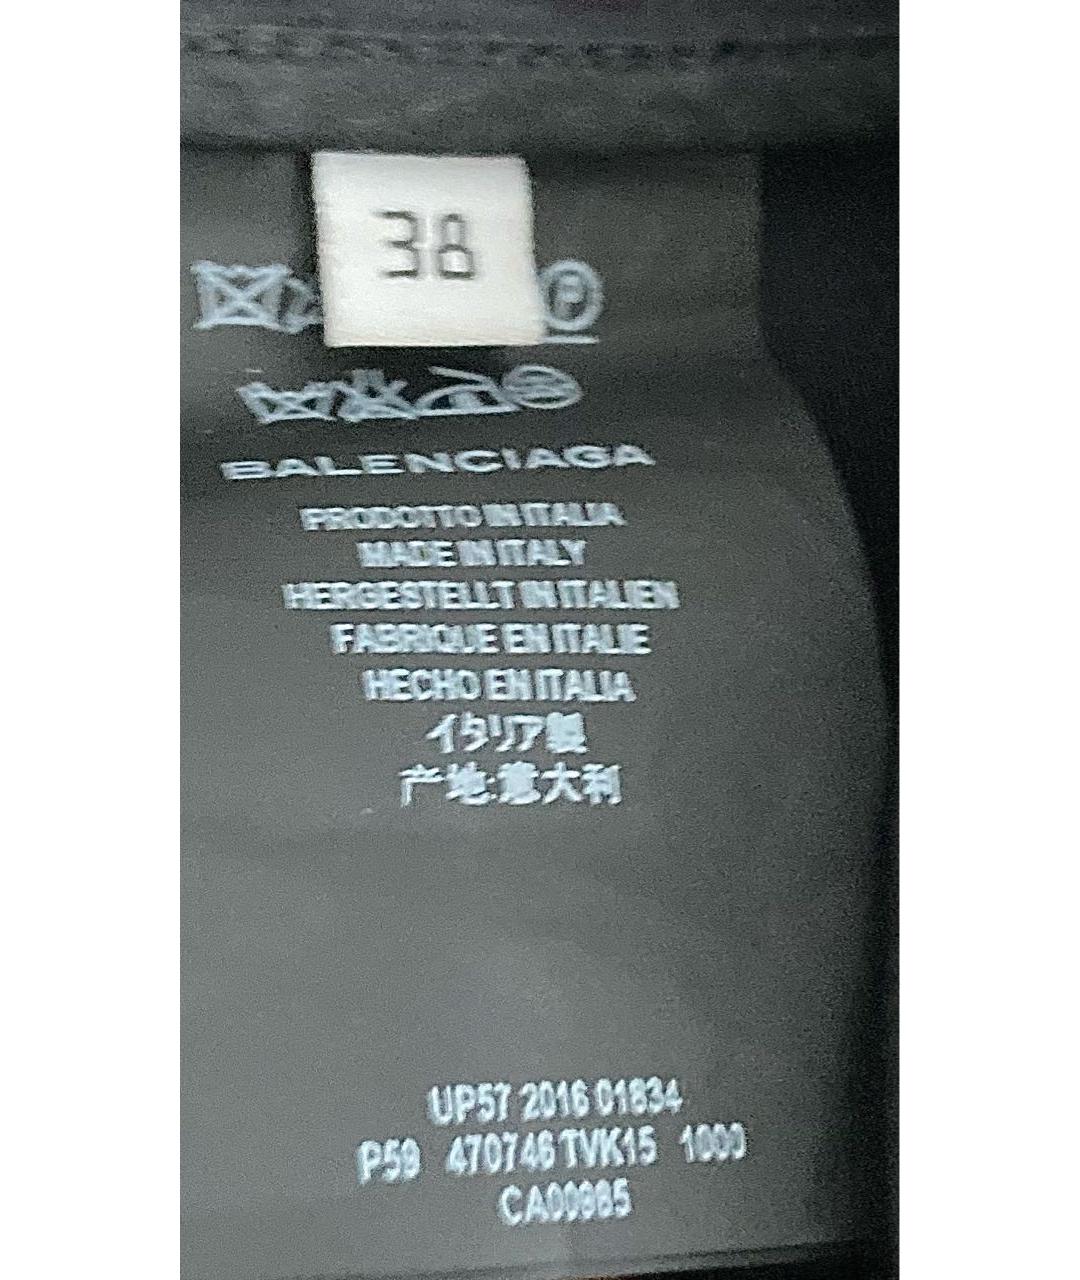 38
P
BALENCIAGA
PRODOTTO IN ITALIA
MADE IN ITALY
HERGESTELLT IN ITALIEN
FABRIQUE EN ITALIE
HECHO EN ITALIA
イタリア製
产地:意大利
UP57 2016 01834
P59 470746 TVK15 1000